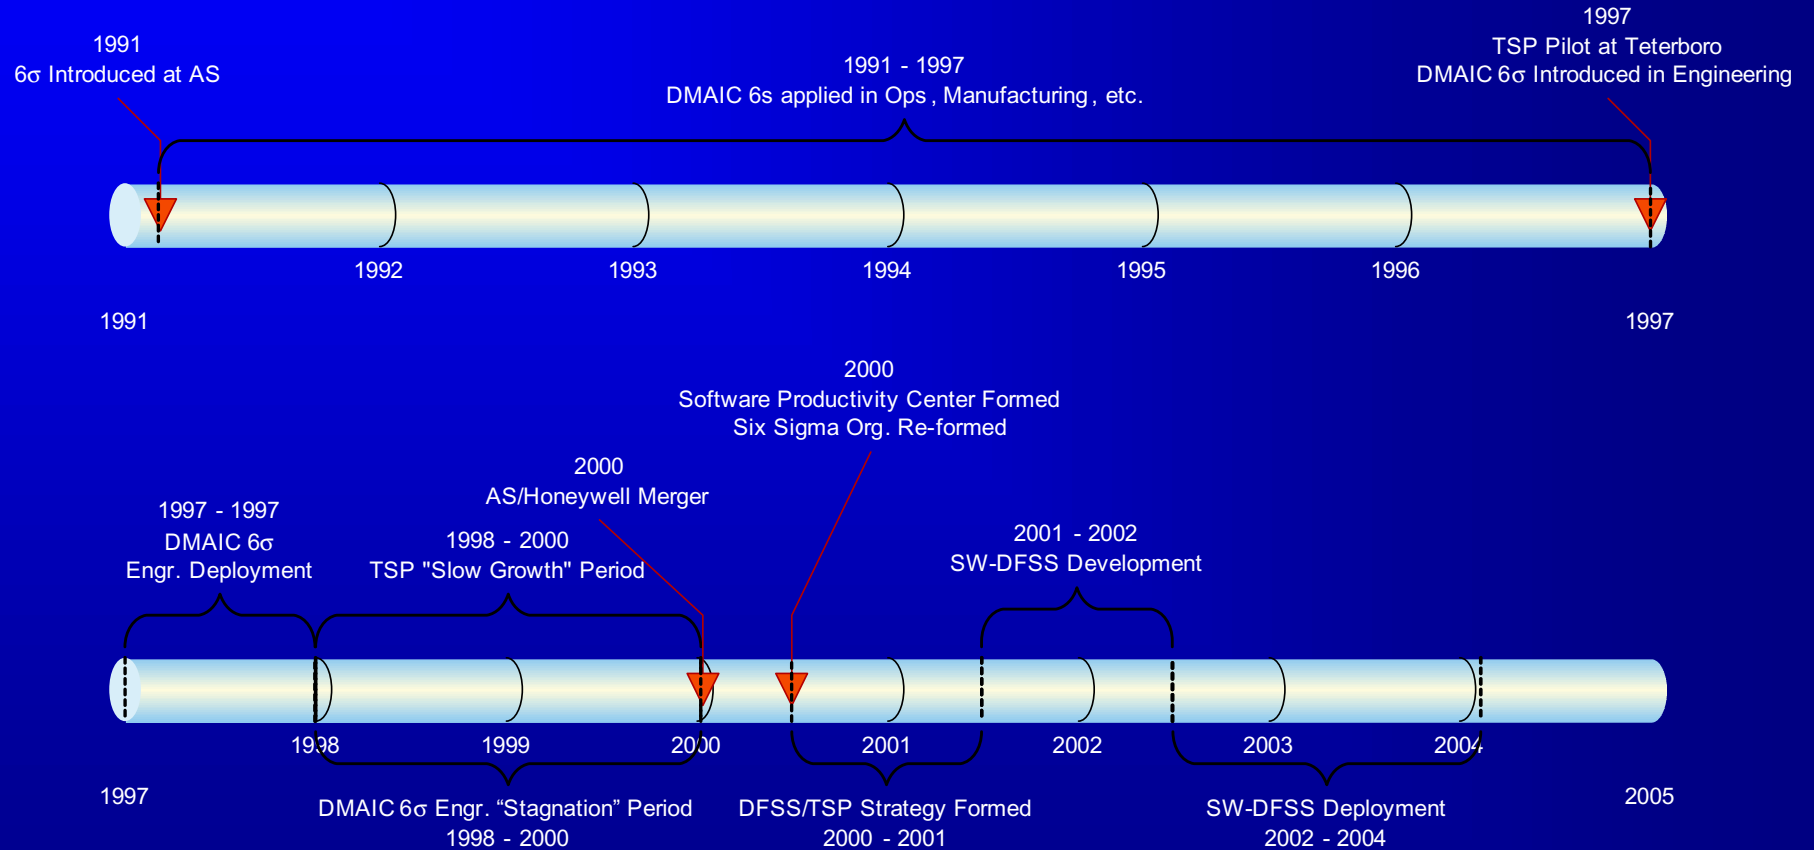 1991
6σ Introduced at AS
1991 - 1997
DMAIC 6s applied in Ops, Manufacturing, etc.
1997
TSP Pilot at Teterboro
DMAIC 6σ Introduced in Engineering
1992
1993
1994
1995
1996
1991
1997
2000
Software Productivity Center Formed
Six Sigma Org. Re-formed
2000
AS/Honeywell Merger
1997 - 1997
DMAIC 6σ
Engr. Deployment
1998 - 2000
TSP "Slow Growth" Period
2001 - 2002
SW-DFSS Development
1998
1999
2000
2001
2002
2003
2004
1997
2005
DMAIC 6σ Engr. “Stagnation” Period
1998 - 2000
DFSS/TSP Strategy Formed
2000 - 2001
SW-DFSS Deployment
2002 - 2004